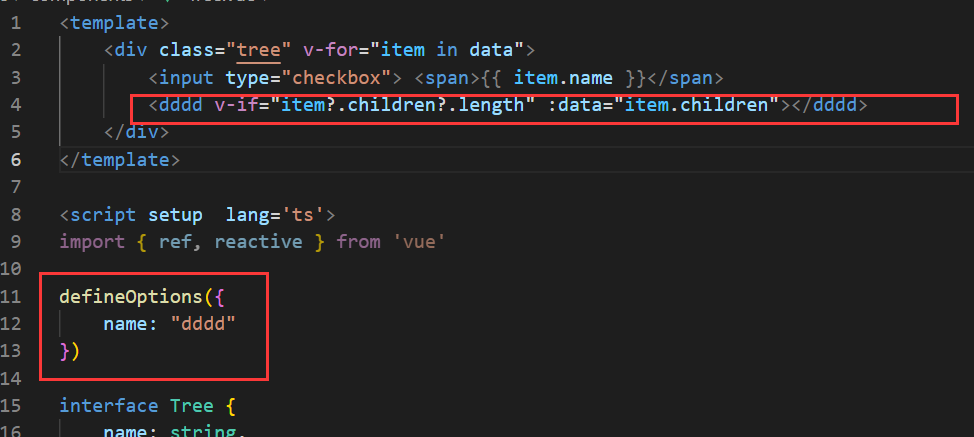 1 <template>
2 <div class="tree" v-for="item in data">
3 <input type="checkbox"> <span>{{ item.name }}</span>
4 <dddd v-if="item?.children?.length" :data="item.children"></dddd>
5 </div>
6 </template>
7
8 <script setup  lang='ts'>
9 import { ref, reactive } from 'vue'
10
11 defineOptions({
12 name: "dddd"
13 })
14
15 interface Tree {
16 name: string,